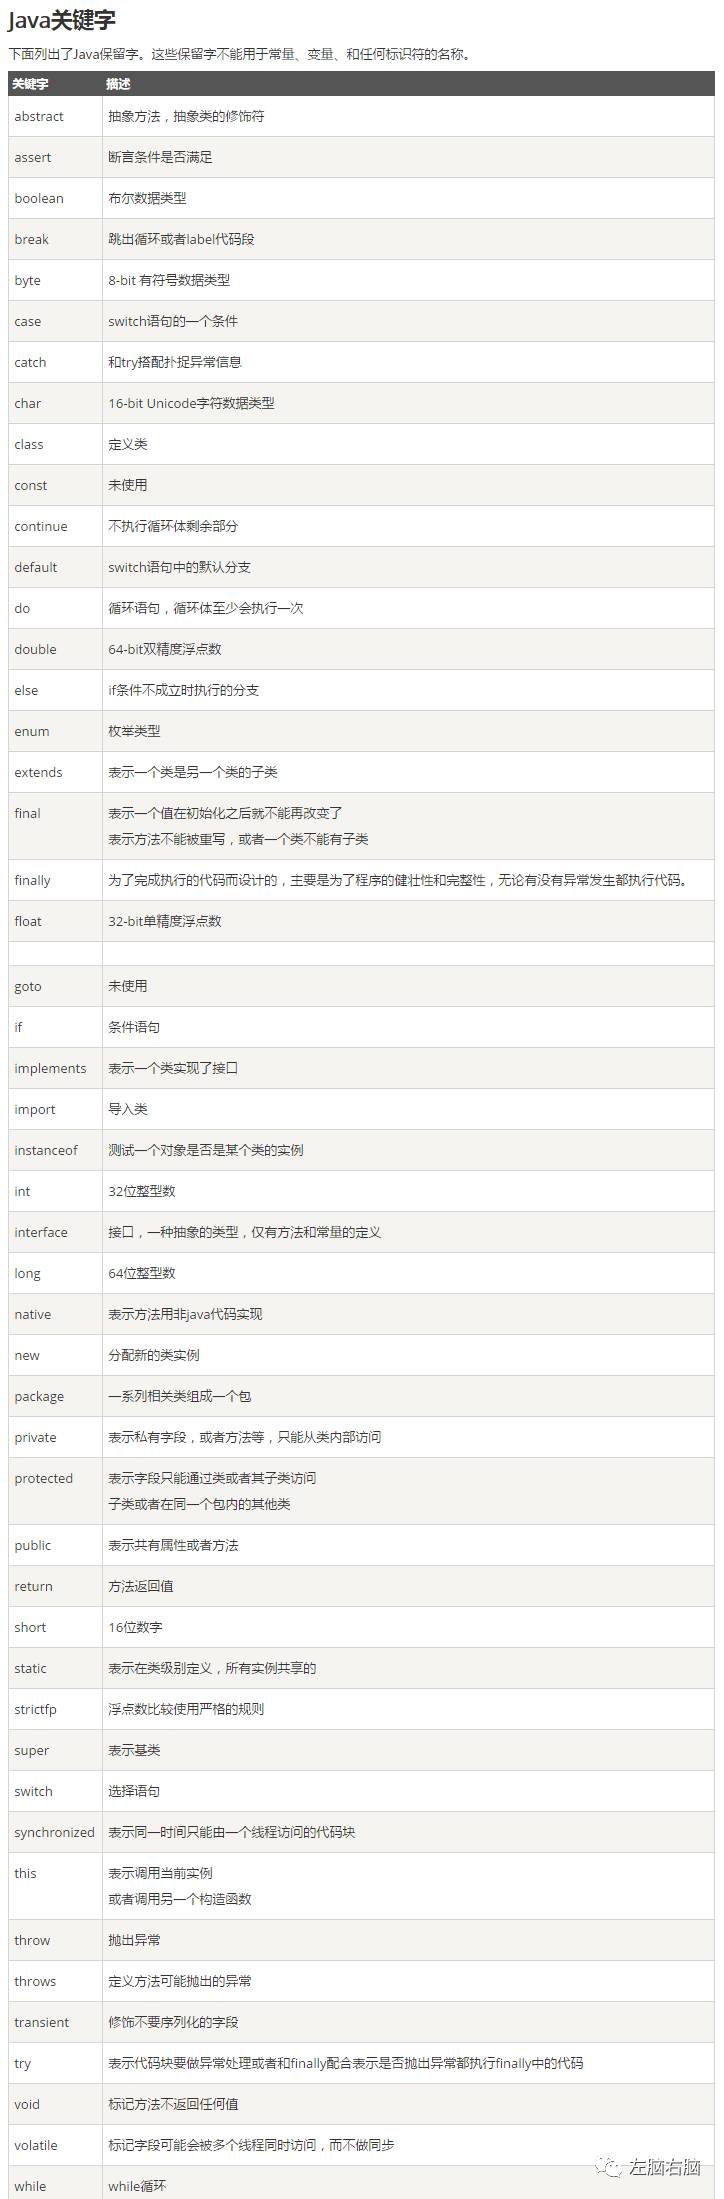 Java关键字
下面列出了Java保留字。这些保留字不能用于常量、变量、和任何标识符的名称。
关键字 描述
abstract 抽象方法，抽象类的修饰符
assert 断言条件是否满足
boolean 布尔数据类型
break 跳出循环或者label代码段
byte 8-bit 有符号数据类型
case switch语句的一个条件
catch 和try搭配扑捉异常信息
char 16-bit Unicode字符数据类型
class 定义类
const 未使用
continue 不执行循环体剩余部分
default switch语句中的默认分支
do 循环语句，循环体至少会执行一次
double 64-bit双精度浮点数
else if条件不成立时执行的分支
enum 枚举类型
extends 表示一个类是另一个类的子类
final 表示一个值在初始化之后就不能再改变了
表示方法不能被重写，或者一个类不能有子类
finally 为了完成执行的代码而设计的，主要是为了程序的健壮性和完整性，无论有没有异常发生都执行代码。
float 32-bit单精度浮点数
goto 未使用
if 条件语句
implements 表示一个类实现了接口
import 导入类
instanceof 测试一个对象是否是某个类的实例
int 32位整型数
interface 接口，一种抽象的类型，仅有方法和常量的定义
long 64位整型数
native 表示方法用非java代码实现
new 分配新的类实例
package 一系列相关类组成一个包
private 表示私有字段，或者方法等，只能从类内部访问
protected 表示字段只能通过类或者其子类访问
子类或者在同一个包内的其他类
public 表示共有属性或者方法
return 方法返回值
short 16位数字
static 表示在类级别定义，所有实例共享的
strictfp 浮点数比较使用严格的规则
super 表示基类
switch 选择语句
synchronized 表示同一时间只能由一个线程访问的代码块
this 表示调用当前实例
或者调用另一个构造函数
throw 抛出异常
throws 定义方法可能抛出的异常
transient 修饰不要序列化的字段
try 表示代码块要做异常处理或者和finally配合表示是否抛出异常都执行finally中的代码
void 标记方法不返回任何值
volatile 标记字段可能会被多个线程同时访问，而不做同步
while while循环
左脑右脑